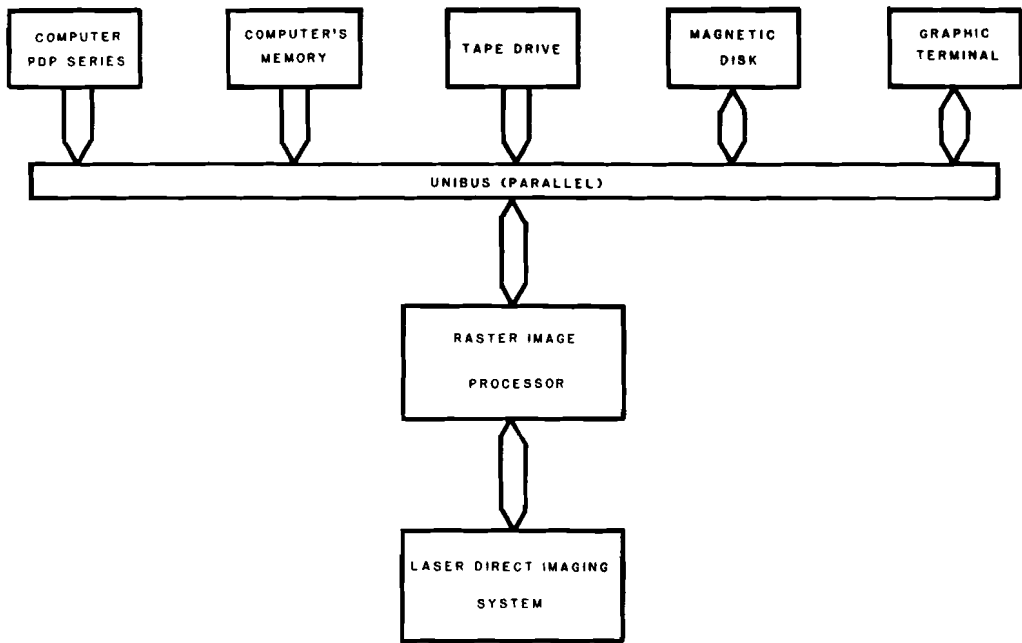 COMPUTER
PDP SERIES
COMPUTER'S
MEMORY
TAPE DRIVE
MAGNETIC
DISK
GRAPHIC
TERMINAL
UNIBUS (PARALLEL)
RASTER IMAGE
PROCESSOR
LASER DIRECT IMAGING
SYSTEM